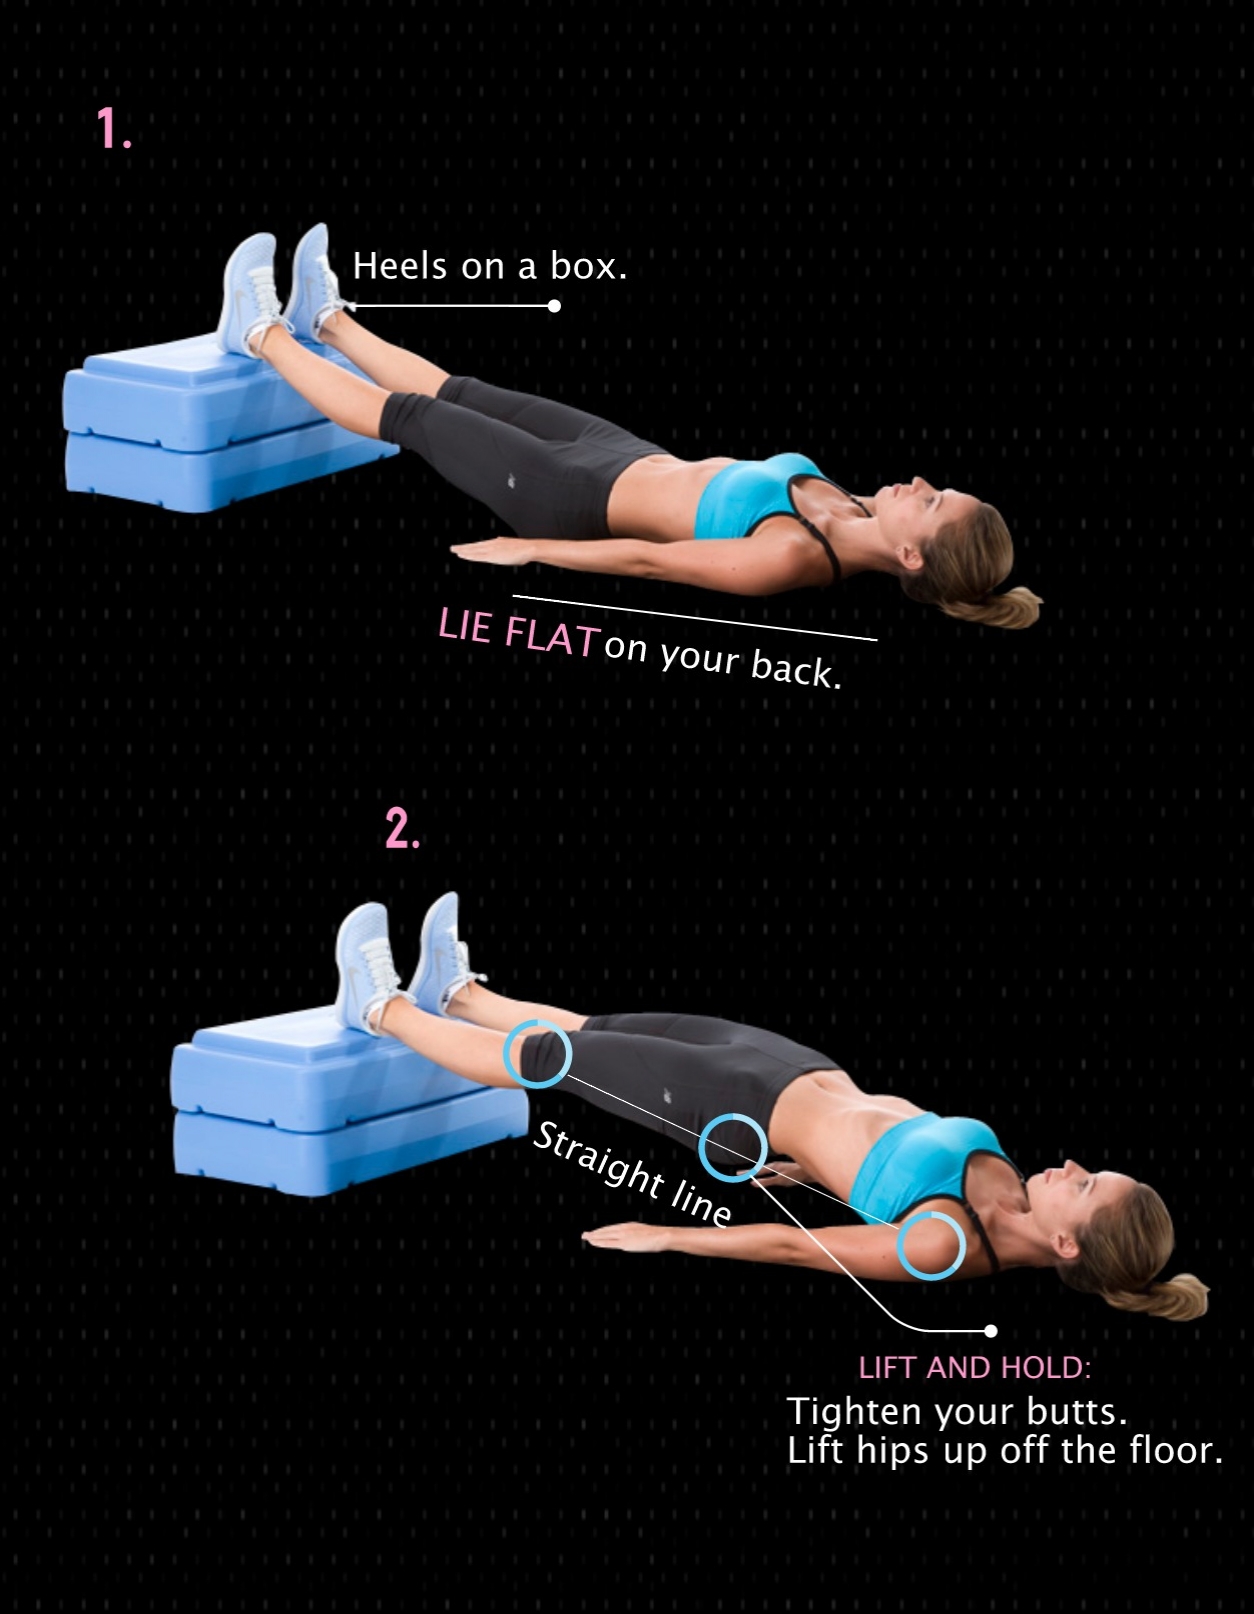 1.
Heels on a box.
LIE FLAT on your back.
2.
Straight line
LIFT AND HOLD:
Tighten your butts.
Lift hips up off the floor.